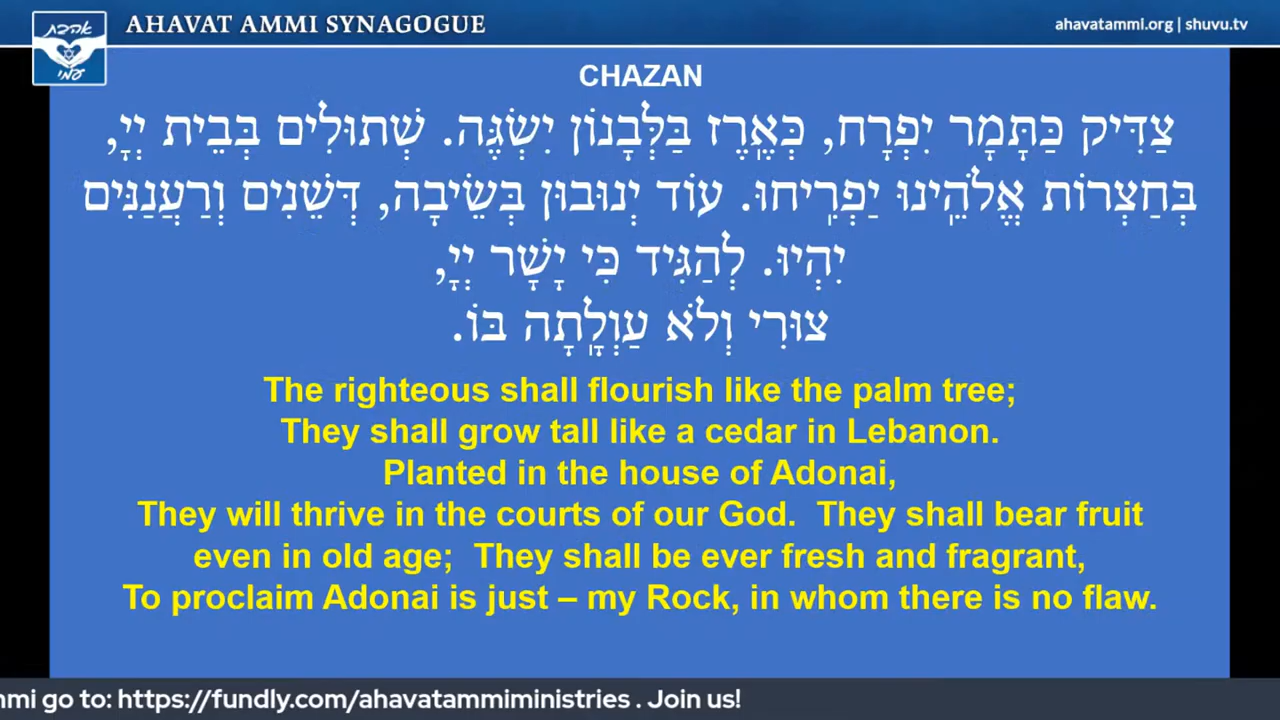 אהבת
עמי
AHAVAT AMMI SYNAGOGUE
ahavatammi.org | shuvu.tv
CHAZAN
צַדִּיק כַּתָּמָר יִפְרָח, כְּאֶֽרֶז בַּלְּבָנוֹן יִשְׂגֶּה. שְׁתוּלִים בְּבֵית יְיָ,
בְּחַצְרוֹת אֱלֹהֵֽינוּ יַפְרִֽיחוּ. עוֹד יְנוּבוּן בְּשֵׂיבָה, דְּשֵׁנִים וְרַעֲנַנִּים
יִהְיוּ. לְהַגִּיד כִּי יָשָׁר יְיָ,
צוּרִי וְלֹא עַוְלָֽתָה בּוֹ.
The righteous shall flourish like the palm tree;
They shall grow tall like a cedar in Lebanon.
Planted in the house of Adonai,
They will thrive in the courts of our God.  They shall bear fruit
even in old age;  They shall be ever fresh and fragrant,
To proclaim Adonai is just – my Rock, in whom there is no flaw.
mmi go to: https://fundly.com/ahavatammiministries . Join us!